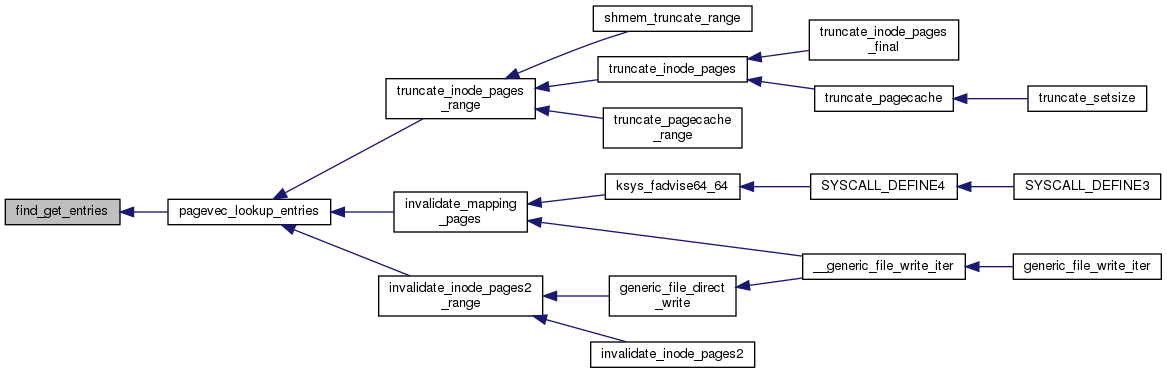 find_get_entries
pagevec_lookup_entries
truncate_inode_pages
_range
shmem_truncate_range
truncate_inode_pages
truncate_inode_pages
_final
truncate_pagecache
truncate_setsize
truncate_pagecache
_range
invalidate_mapping
_pages
ksys_fadvise64_64
SYSCALL_DEFINE4
SYSCALL_DEFINE3
__generic_file_write_iter
generic_file_write_iter
invalidate_inode_pages2
_range
generic_file_direct
_write
invalidate_inode_pages2